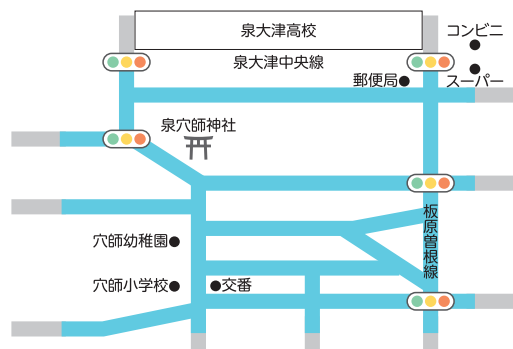 泉大津高校
コンビニ
泉大津中央線
郵便局
スーパー
泉穴師神社
板原曽根線
穴師幼稚園
穴師小学校
交番